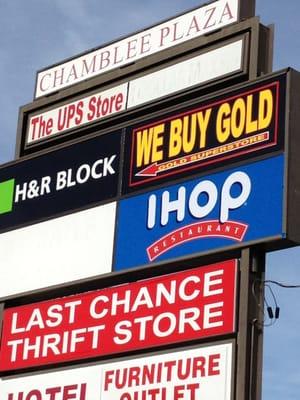 CHAMBLEE PLAZA
The UPS Store
WE BUY GOLD
GOLD SUPERSTORE
H&R BLOCK
IHOP
RESTAURANT
LAST CHANCE
THRIFT STORE
HOTEL
FURNITURE
OUTLET